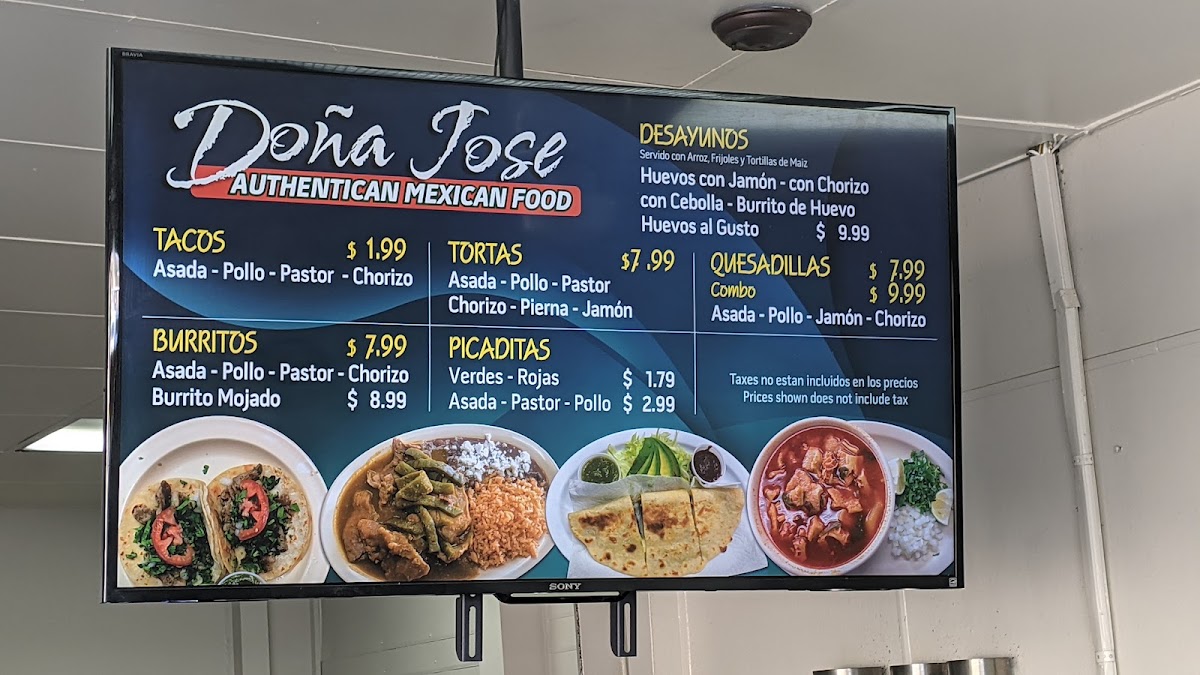 BRAVIA
Doña Jose
AUTHENTICAN MEXICAN FOOD
DESAYUNOS
Servido con Arroz, Frijoles y Tortillas de Maiz
Huevos con Jamón - con Chorizo
con Cebolla - Burrito de Huevo
Huevos al Gusto $ 9.99
TACOS $ 1.99
Asada - Pollo - Pastor - Chorizo
TORTAS $7.99
Asada - Pollo - Pastor
Chorizo - Pierna - Jamón
QUESADILLAS $ 7.99
Combo $ 9.99
Asada - Pollo - Jamón - Chorizo
BURRITOS $ 7.99
Asada - Pollo - Pastor - Chorizo
Burrito Mojado $ 8.99
PICADITAS
Verdes - Rojas $ 1.79
Asada - Pastor - Pollo $ 2.99
Taxes no estan incluidos en los precios
Prices shown does not include tax
SONY